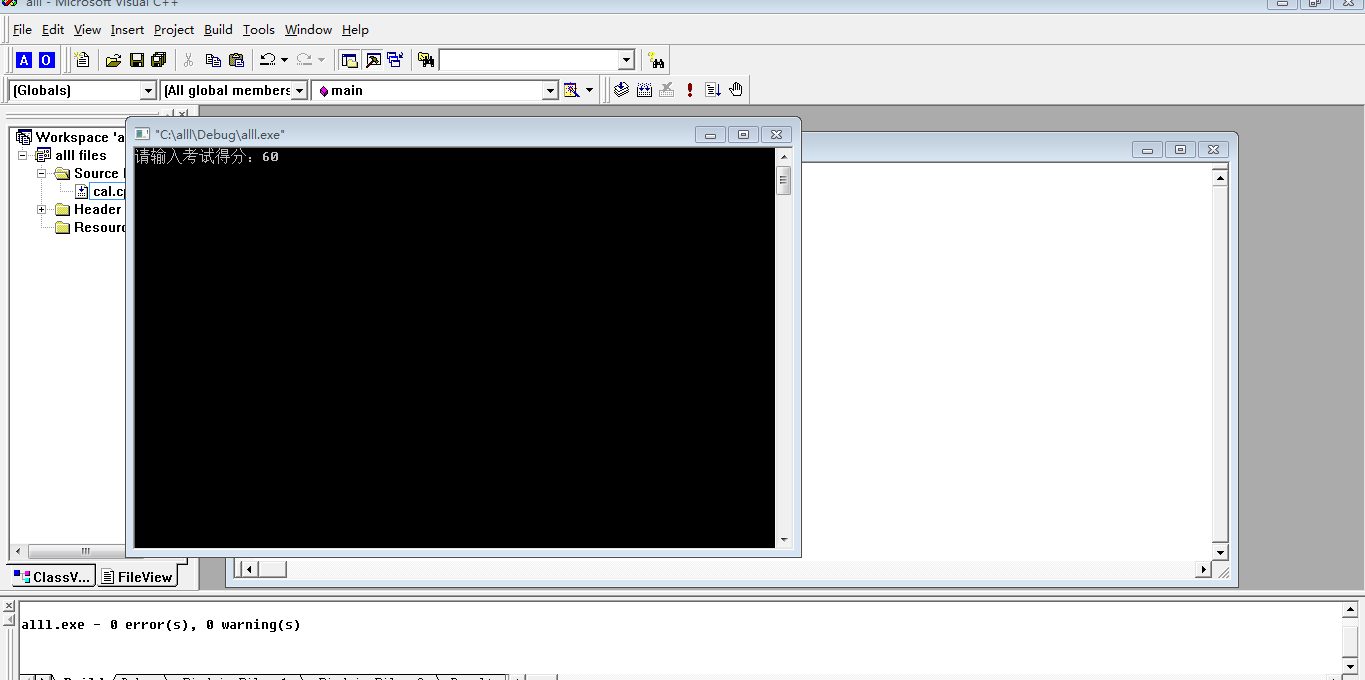 alll - Microsoft Visual C++
File Edit View Insert Project Build Tools Window Help
A O
(Globals) (All global members main
"C:\alll\Debug\alll.exe"
请输入考试得分：60
Workspace 'a
alll files
Source
cal.c
Header
Resourc
ClassV... FileView
alll.exe - 0 error(s), 0 warning(s)